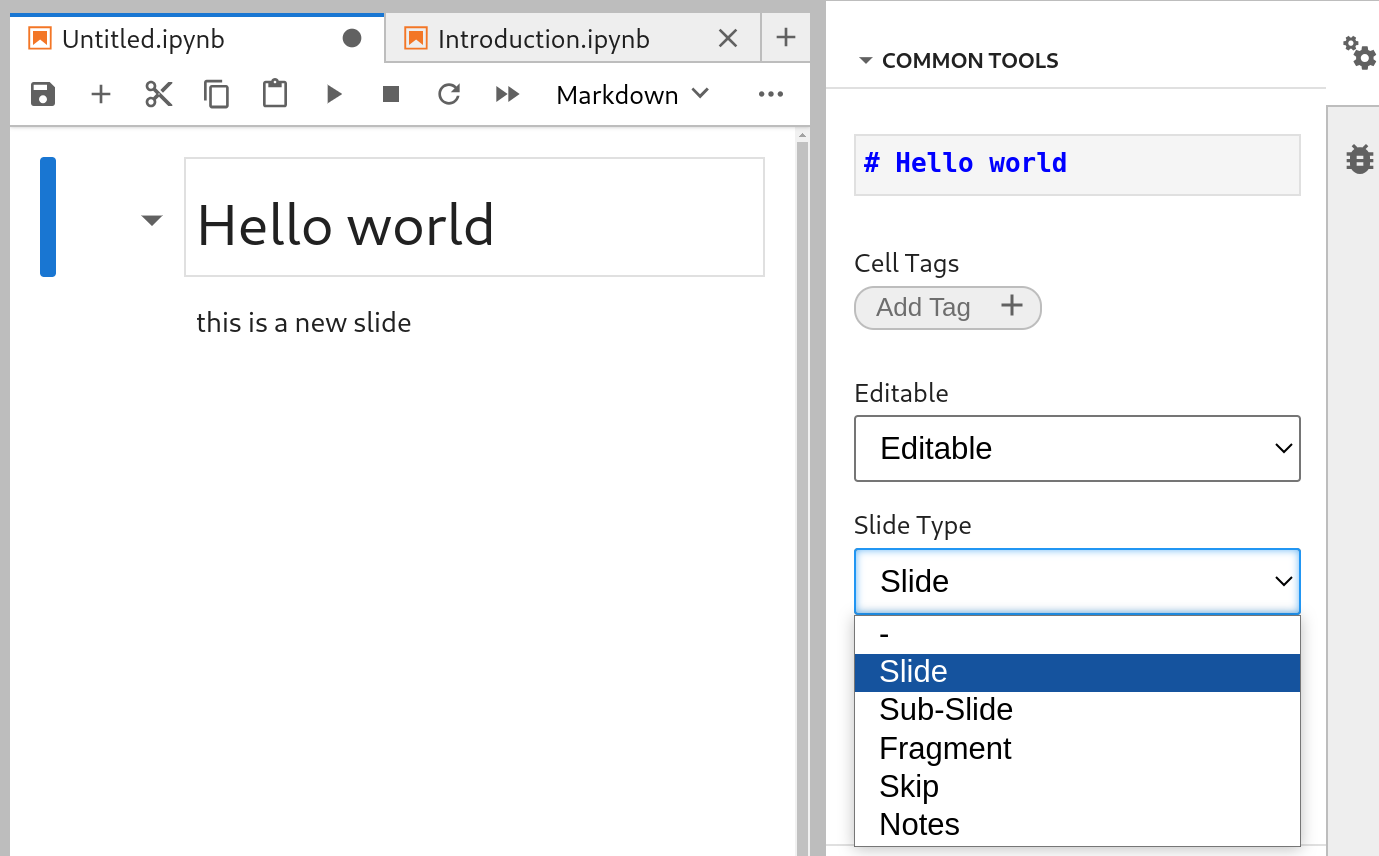 Untitled.ipynb
Introduction.ipynb
Markdown
Hello world
this is a new slide
COMMON TOOLS
# Hello world
Cell Tags
Add Tag
Editable
Editable
Slide Type
Slide
-
Slide
Sub-Slide
Fragment
Skip
Notes